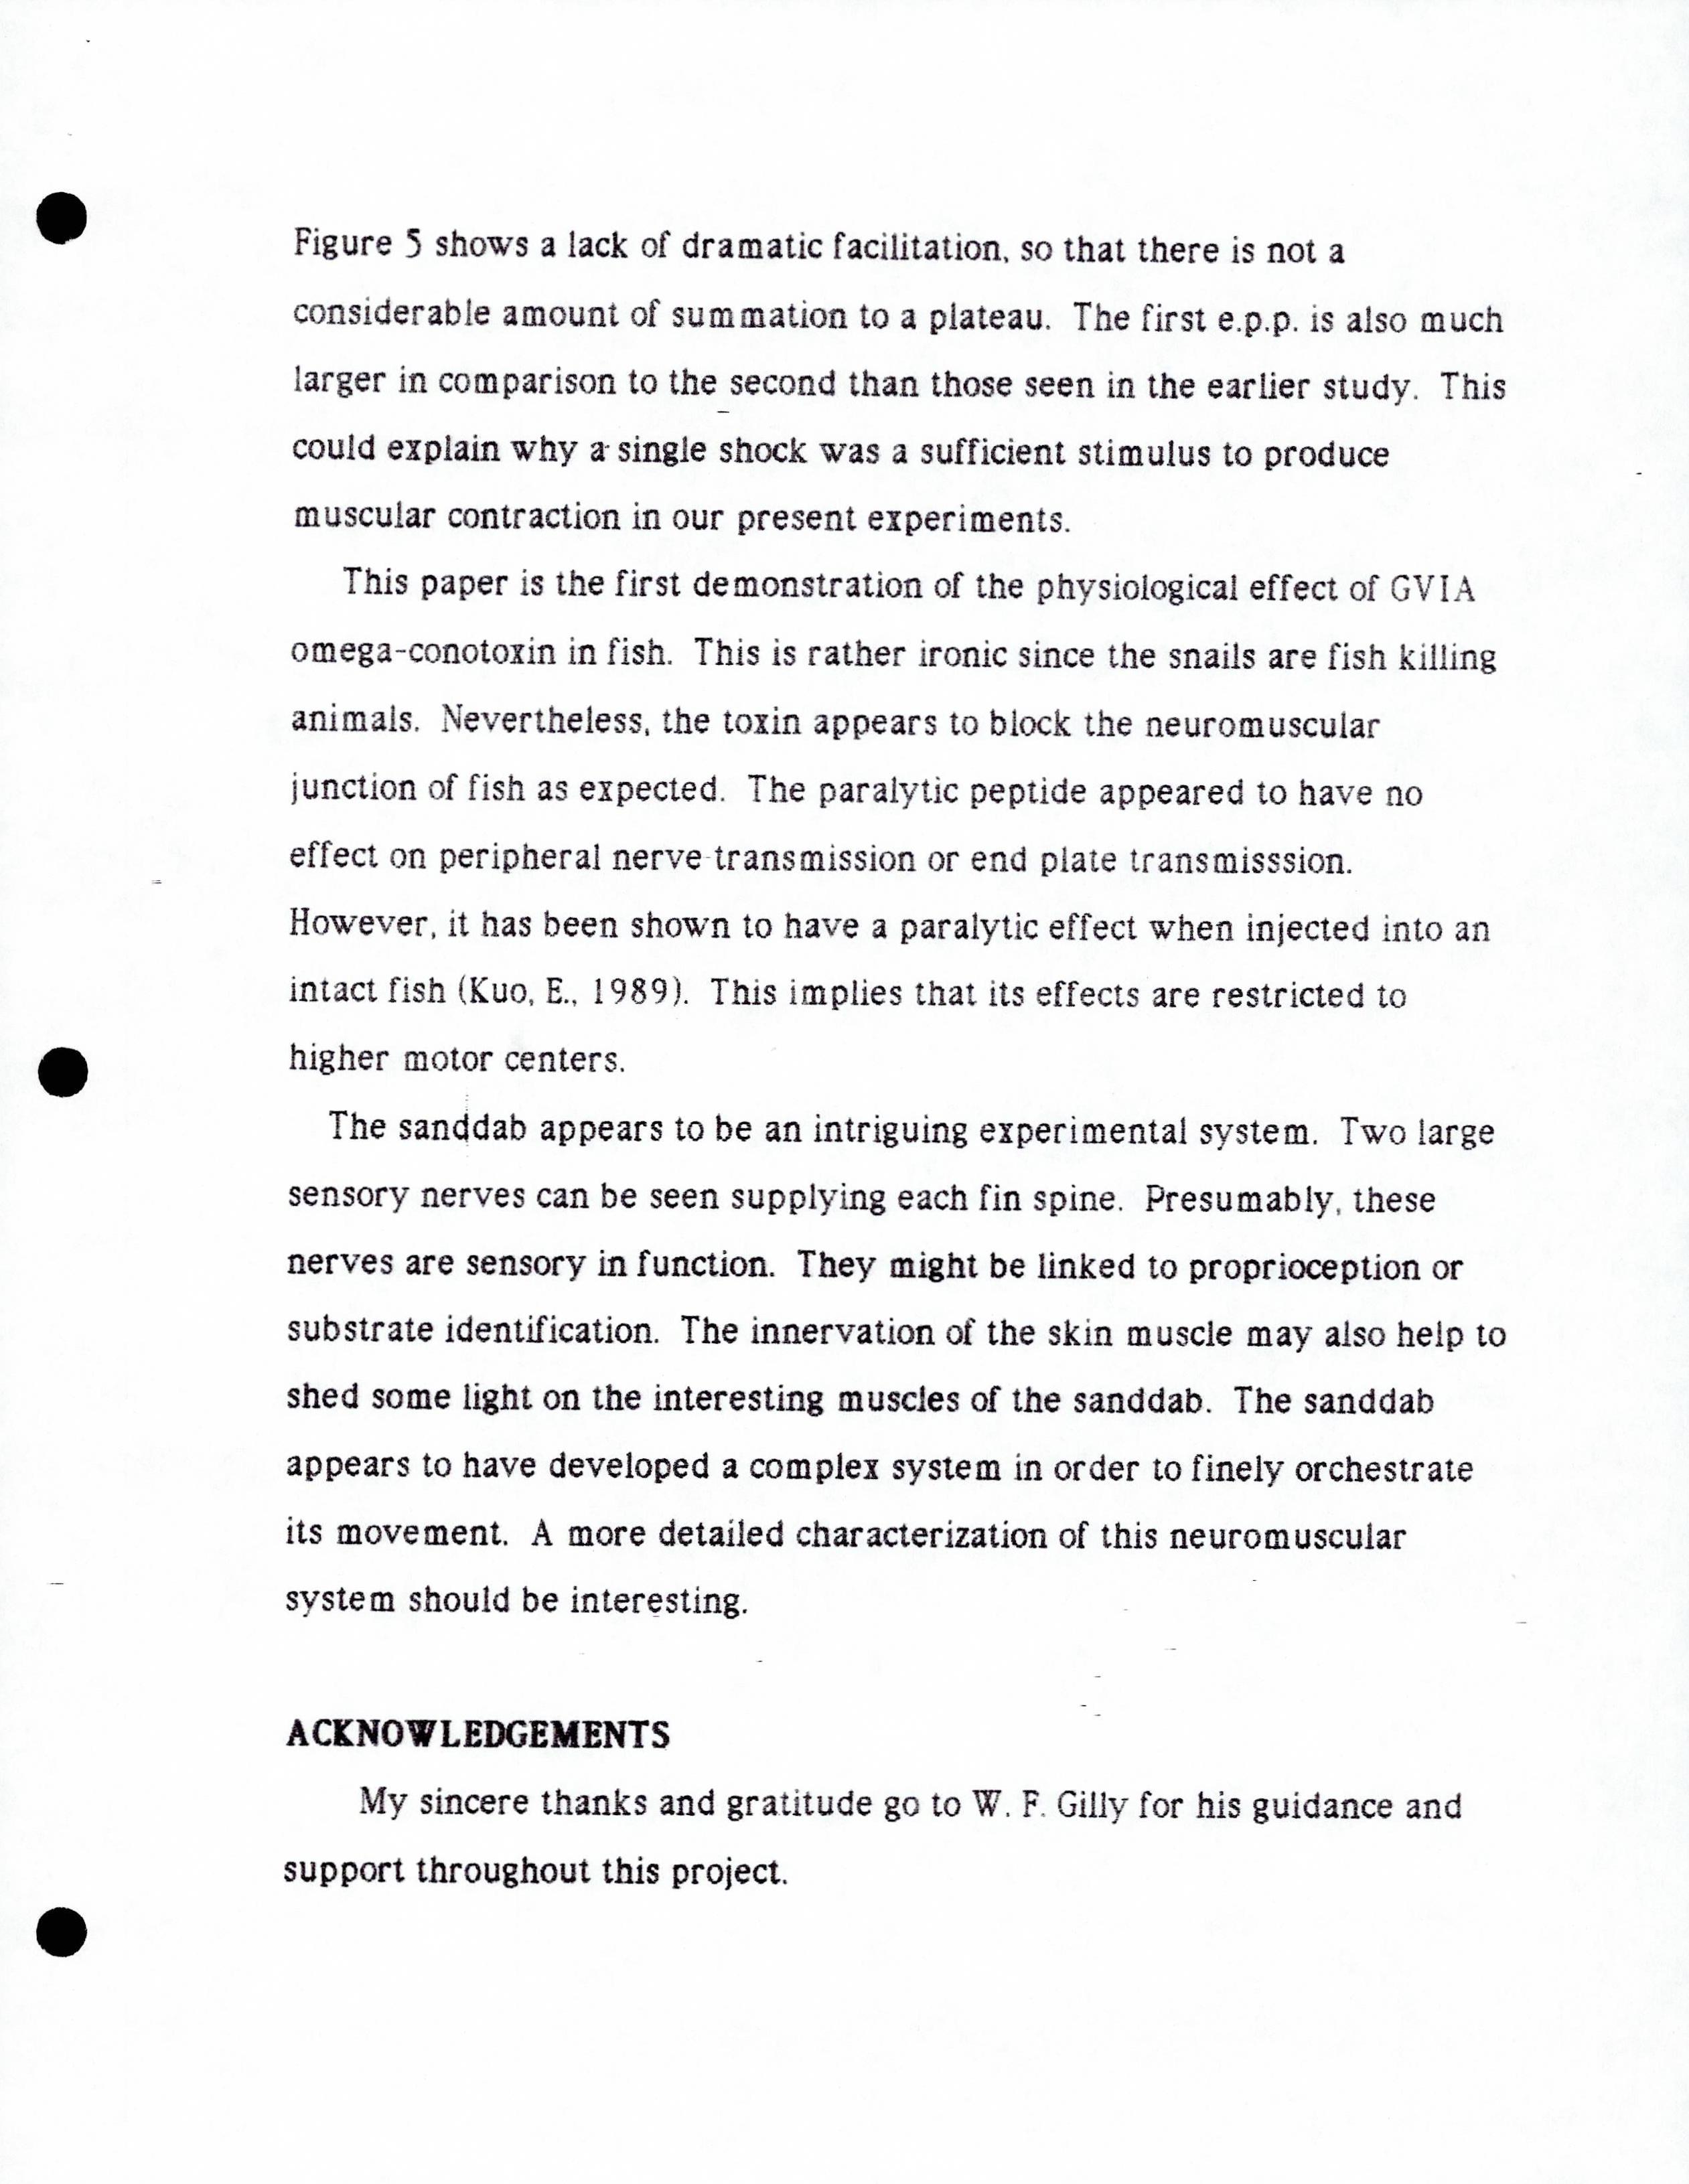 Figure 5 shows a lack of dramatic facilitation, so that there is not a
considerable amount of summation to a plateau. The first e.p.p. is also much
larger in comparison to the second than those seen in the earlier study. This
could explain why a single shock was a sufficient stimulus to produce
muscular contraction in our present experiments.
This paper is the first demonstration of the physiological effect of GVIA
omega-conotoxin in fish. This is rather ironic since the snails are fish killing
animals. Nevertheless, the toxin appears to block the neuromuscular
junction of fish as expected. The paralytic peptide appeared to have no
effect on peripheral nerve transmission or end plate transmisssion.
However, it has been shown to have a paralytic effect when injected into an
intact fish (Kuo, E., 1989). This implies that its effects are restricted to
higher motor centers.
The sanddab appears to be an intriguing experimental system. Two large
sensory nerves can be seen supplying each fin spine. Presumably, these
nerves are sensory in function. They might be linked to proprioception or
substrate identification. The innervation of the skin muscle may also help to
shed some light on the interesting muscles of the sanddab. The sanddab
appears to have developed a complex system in order to finely orchestrate
its movement. A more detailed characterization of this neuromuscular
system should be interesting.
ACKNOWLEDGEMENTS
My sincere thanks and gratitude go to W. F. Gilly for his guidance and
support throughout this project.